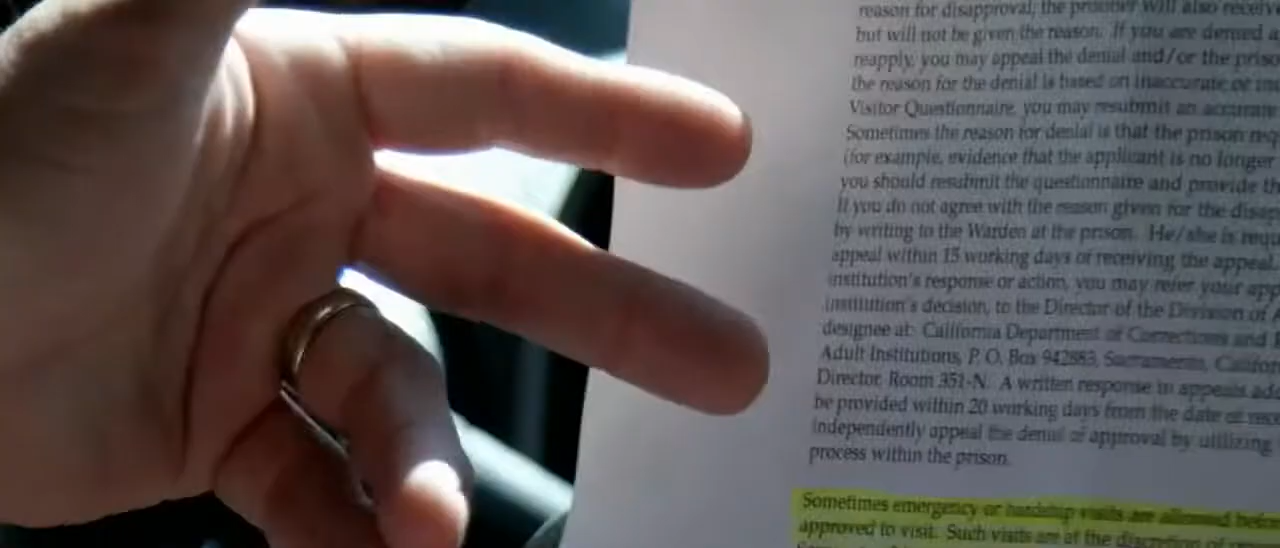 reason for disapproval, the prisoner will also receive
but will not be given the reason. If you are denied a
reapply, you may appeal the denial and/or the priso
the reason for the denial is based on inaccurate or
Visitor Questionnaire, you may resubmit an accurate
Sometimes the reason for denial is that the prison req
(for example, evidence that the applicant is no longer
you should resubmit the questionnaire and provide th
If you do not agree with the reason given for the disap
by writing to the Warden at the prison. He/she is requ
appeal within 15 working days of receiving the appeal.
institution's response or action, you may refer your app
institution's decision, to the Director of the Division of A
designee at: California Department of Corrections and
Adult Institutions, P. O. Box 942883, Sacramento, Californ
Director, Room 351-N. A written response to appeals ad
be provided within 20 working days from the date of rec
independently appeal the denial of approval by utilizing
process within the prison.
Sometimes emergency or hardship visits are allowed before
approved to visit. Such visits are at the discretion of